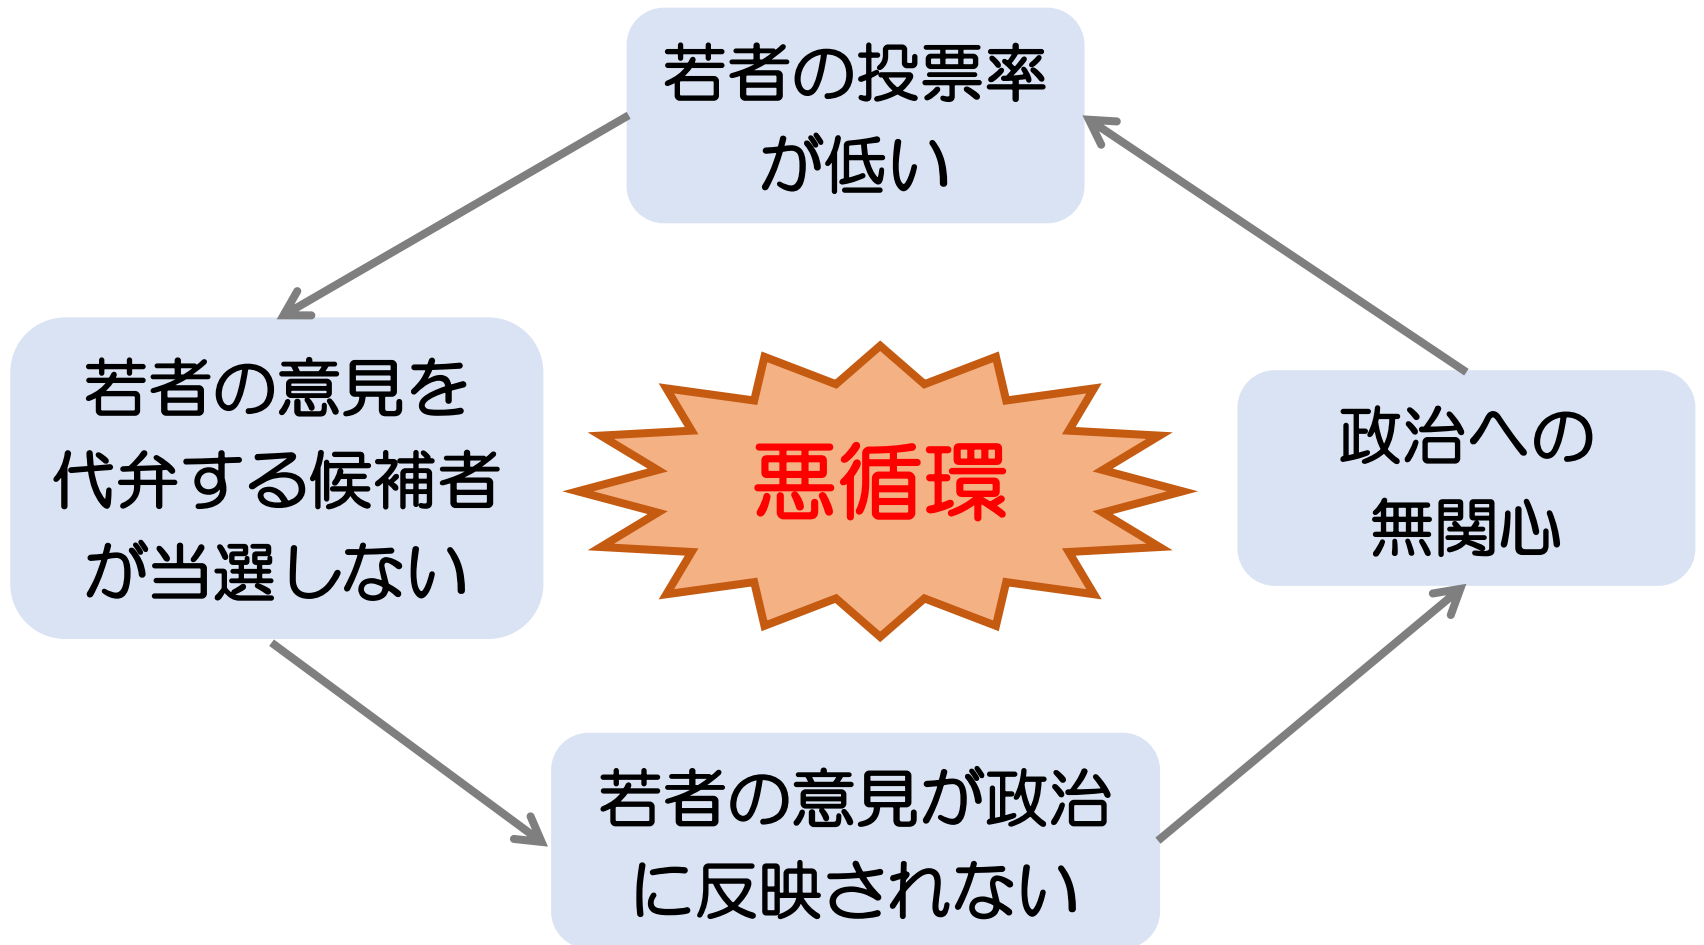 若者の投票率
が低い
若者の意見を
代弁する候補者
が当選しない
悪循環
政治への
無関心
若者の意見が政治
に反映されない